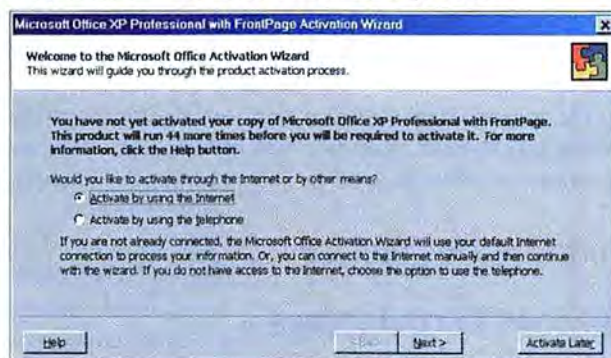 Microsoft Office XP Professional with FrontPage Activation Wizard
Welcome to the Microsoft Office Activation Wizard
This wizard will guide you through the product activation process.
You have not yet activated your copy of Microsoft Office XP Professional with FrontPage.
This product will run 44 more times before you will be required to activate it. For more
information, click the Help button.
Would you like to activate through the Internet or by other means?
Activate by using the Internet
Activate by using the telephone
If you are not already connected, the Microsoft Office Activation Wizard will use your default Internet
connection to process your information. Or, you can connect to the Internet manually and then continue
with the wizard. If you do not have access to the Internet, choose the option to use the telephone.
Help
< Back
Next >
Activate Later